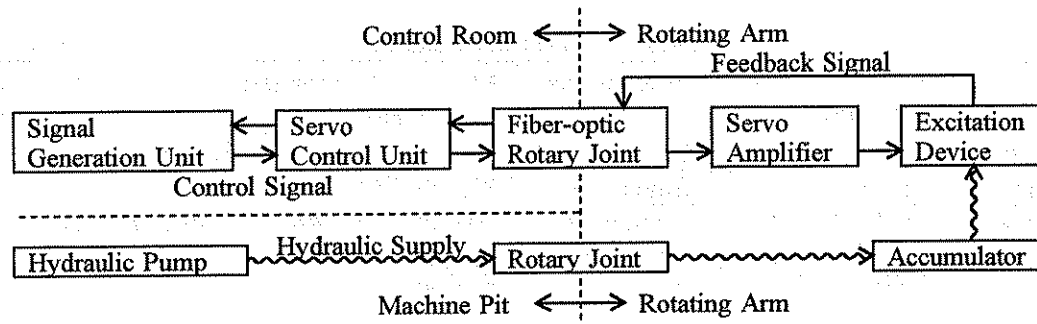 Control Room
Rotating Arm
Feedback Signal
Signal
Generation Unit
Servo
Control Unit
Fiber-optic
Rotary Joint
Servo
Amplifier
Excitation
Device
Control Signal
Hydraulic Pump
Hydraulic Supply
Rotary Joint
Accumulator
Machine Pit
Rotating Arm